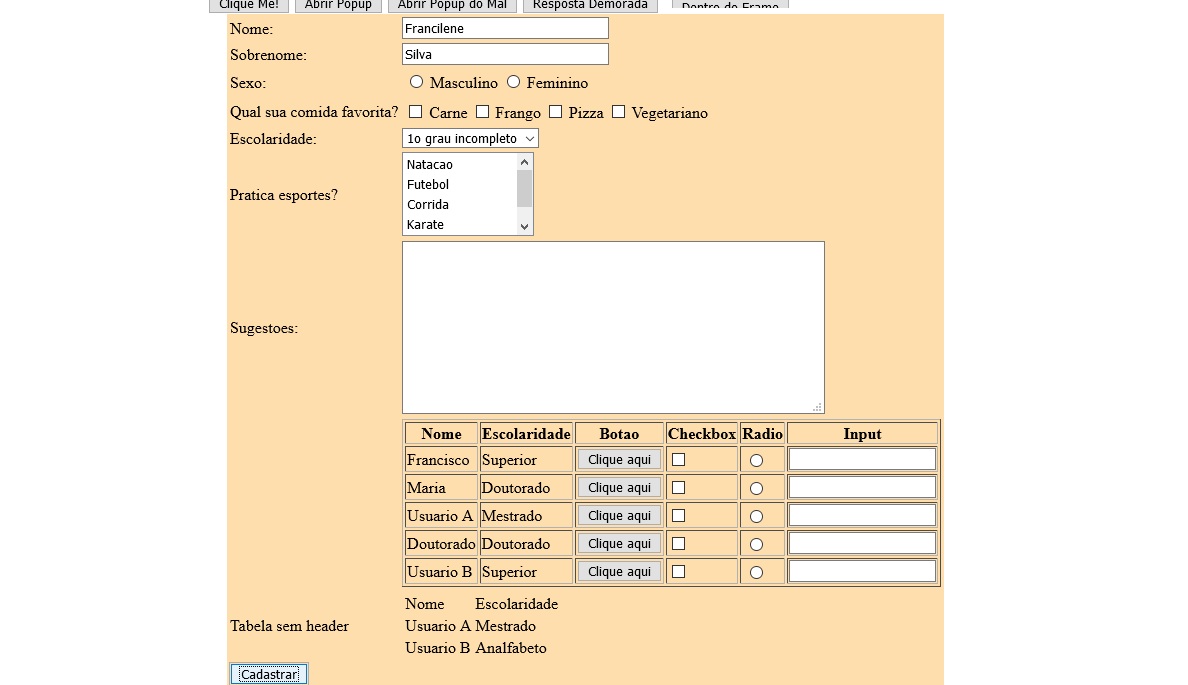 Clique Me! Abrir Popup Abrir Popup do Mal Resposta Demorada Dentro do Frame
Nome: Francilene
Sobrenome: Silva
Sexo: Masculino Feminino
Qual sua comida favorita? Carne Frango Pizza Vegetariano
Escolaridade: 1o grau incompleto
Pratica esportes?
Natacao
Futebol
Corrida
Karate
Sugestoes:
Nome Escolaridade Botao Checkbox Radio Input
Francisco Superior Clique aqui
Maria Doutorado Clique aqui
Usuario A Mestrado Clique aqui
Doutorado Doutorado Clique aqui
Usuario B Superior Clique aqui
Tabela sem header
Nome Escolaridade
Usuario A Mestrado
Usuario B Analfabeto
Cadastrar